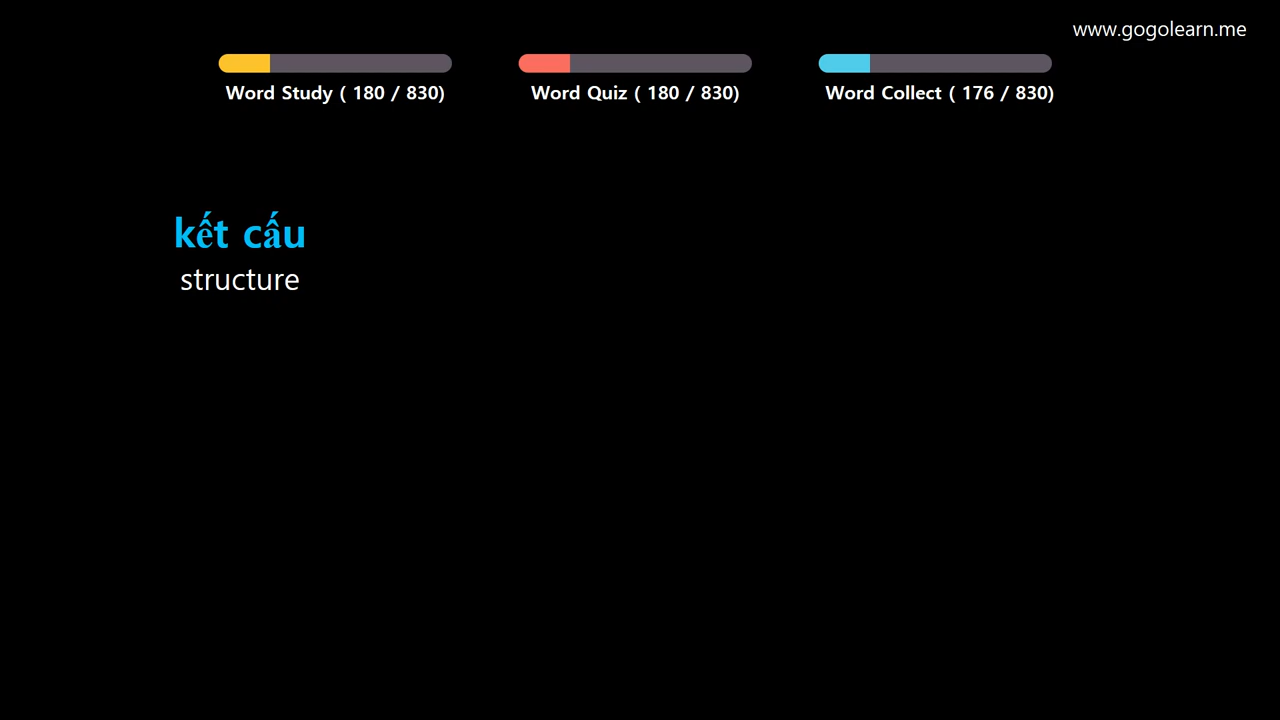 www.gogolearn.me
Word Study ( 180 / 830)
Word Quiz ( 180 / 830)
Word Collect ( 176 / 830)
kết cấu
structure